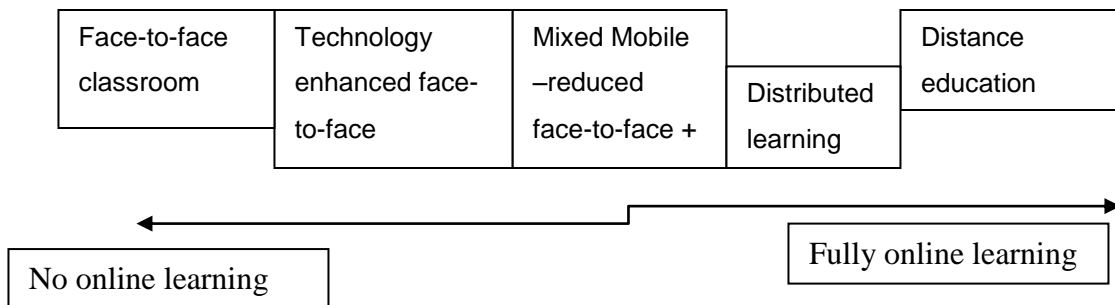 Face-to-face
classroom
Technology
enhanced face-
to-face
Mixed Mobile
–reduced
face-to-face +
Distributed
learning
Distance
education
No online learning
Fully online learning